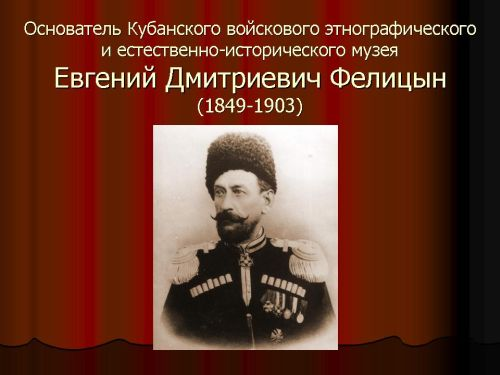 Основатель Кубанского войскового этнографического
и естественно-исторического музея
Евгений Дмитриевич Фелицын
(1849-1903)